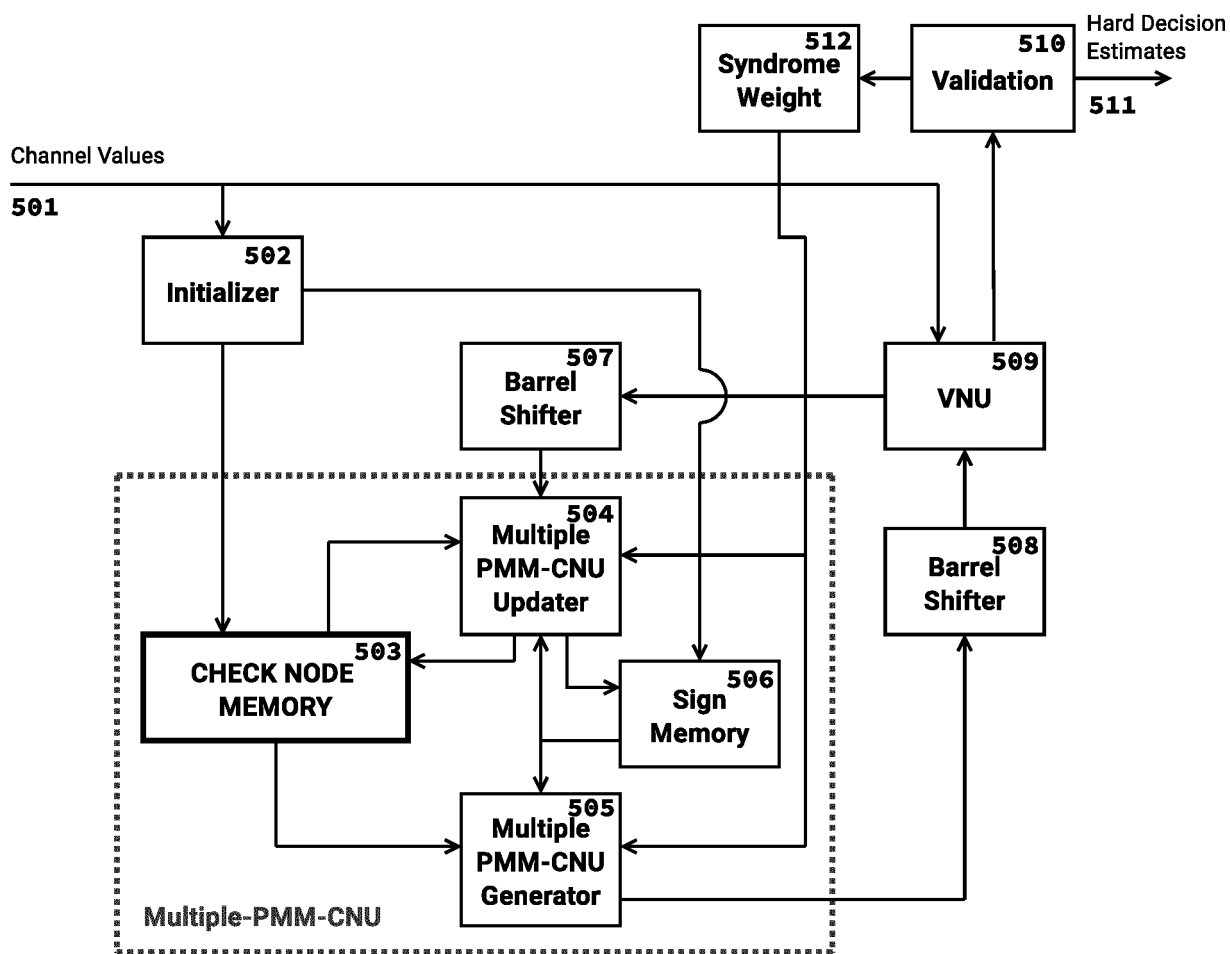 Hard Decision
Estimates
512
Syndrome
Weight
510
Validation
511
Channel Values
501
502
Initializer
507
Barrel
Shifter
509
VNU
504
Multiple
PMM-CNU
Updater
508
Barrel
Shifter
503
CHECK NODE
MEMORY
506
Sign
Memory
505
Multiple
PMM-CNU
Generator
Multiple-PMM-CNU